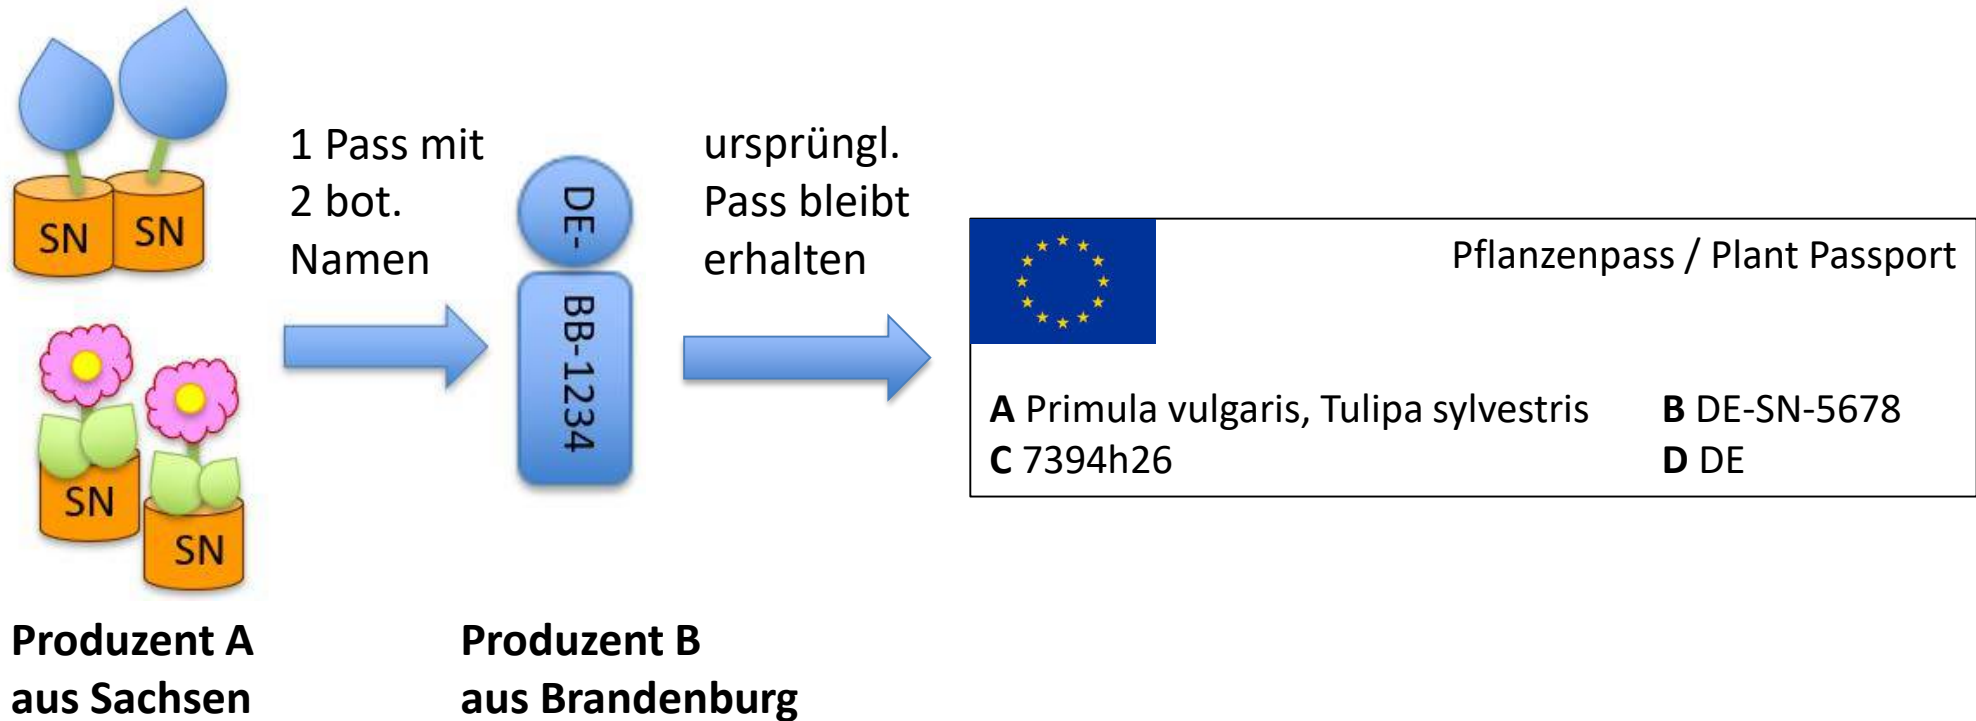 SN SN
SN
SN
Produzent A
aus Sachsen
1 Pass mit
2 bot.
Namen
DE-
BB-1234
Produzent B
aus Brandenburg
ursprüngl.
Pass bleibt
erhalten
Pflanzenpass / Plant Passport
A Primula vulgaris, Tulipa sylvestris B DE-SN-5678
C 7394h26 D DE